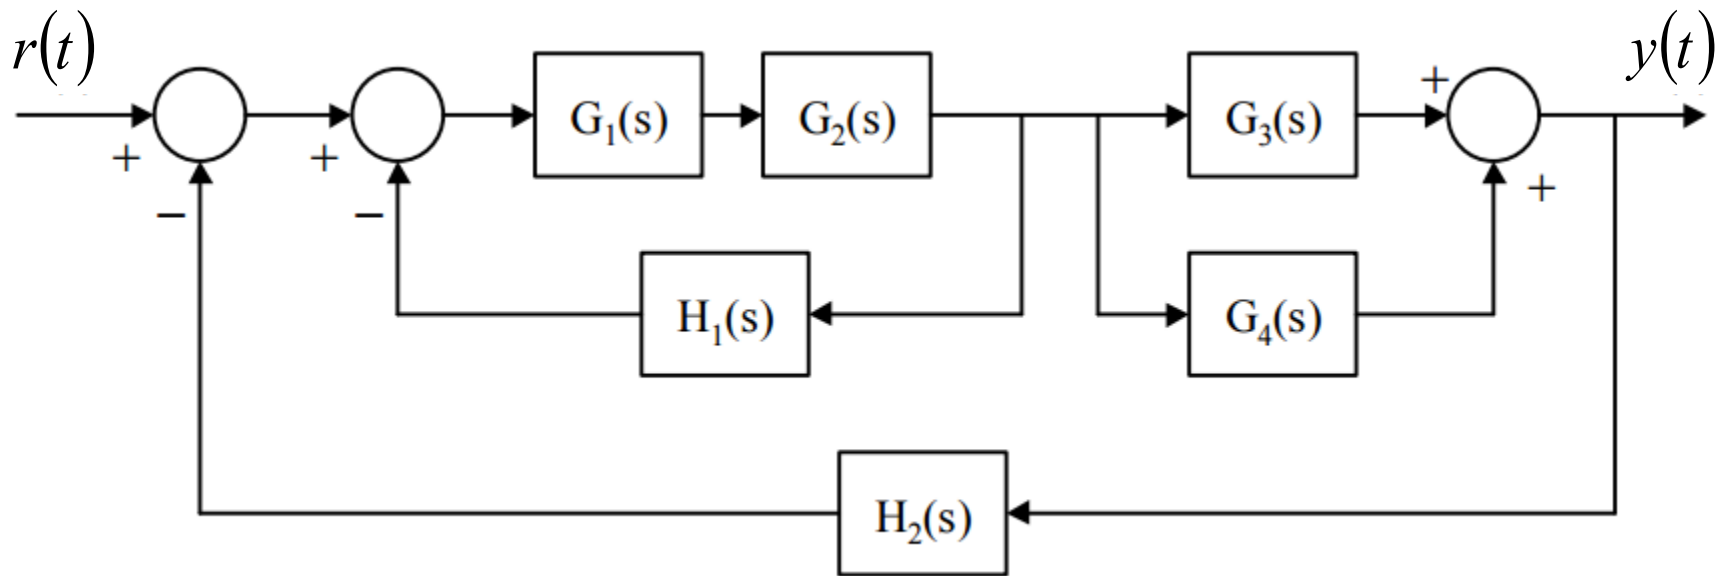 r(t) y(t)
+ + G₁(s) G₂(s) G₃(s) +
− − +
H₁(s) G₄(s)
H₂(s)